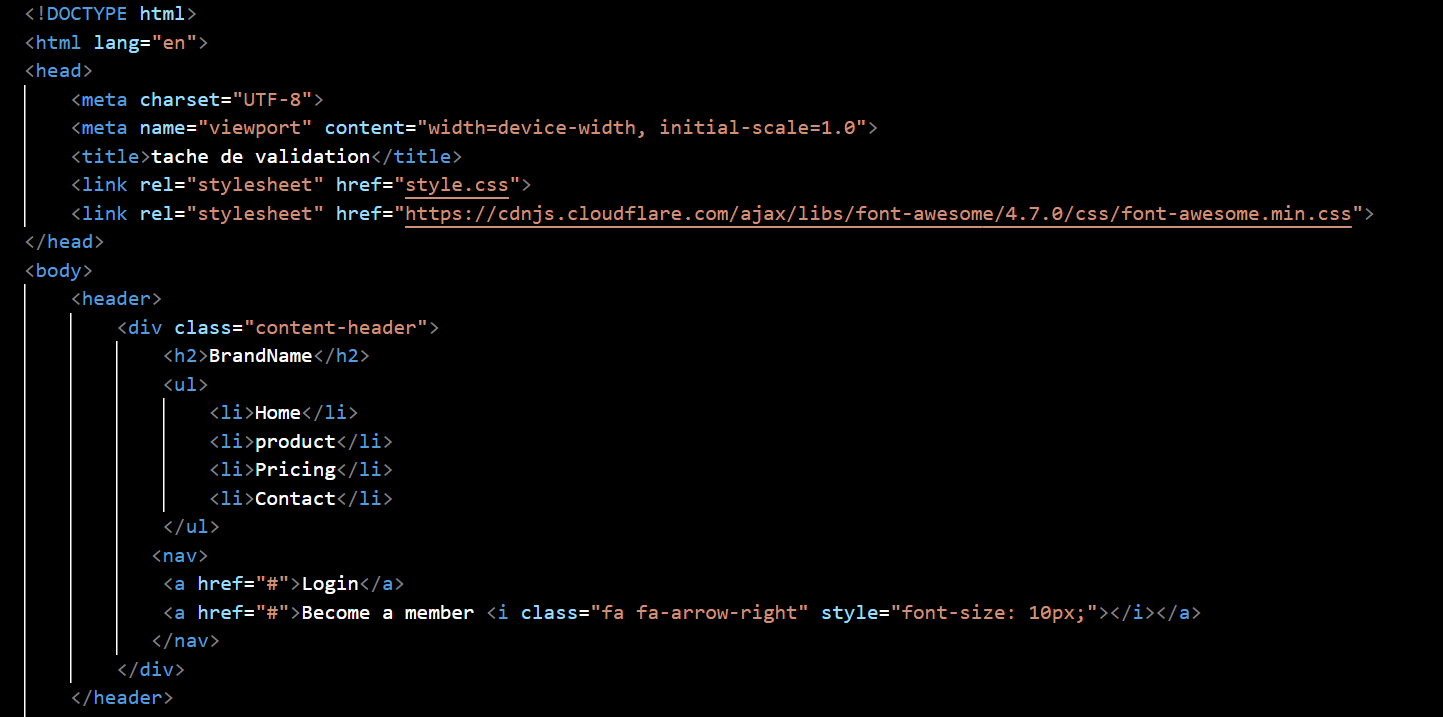 <!DOCTYPE html>
<html lang="en">
<head>
    <meta charset="UTF-8">
    <meta name="viewport" content="width=device-width, initial-scale=1.0">
    <title>tache de validation</title>
    <link rel="stylesheet" href="style.css">
    <link rel="stylesheet" href="https://cdnjs.cloudflare.com/ajax/libs/font-awesome/4.7.0/css/font-awesome.min.css">
</head>
<body>
    <header>
        <div class="content-header">
            <h2>BrandName</h2>
            <ul>
                <li>Home</li>
                <li>product</li>
                <li>Pricing</li>
                <li>Contact</li>
            </ul>
           <nav>
            <a href="#">Login</a>
            <a href="#">Become a member <i class="fa fa-arrow-right" style="font-size: 10px;"></i></a>
           </nav>
        </div>
    </header>